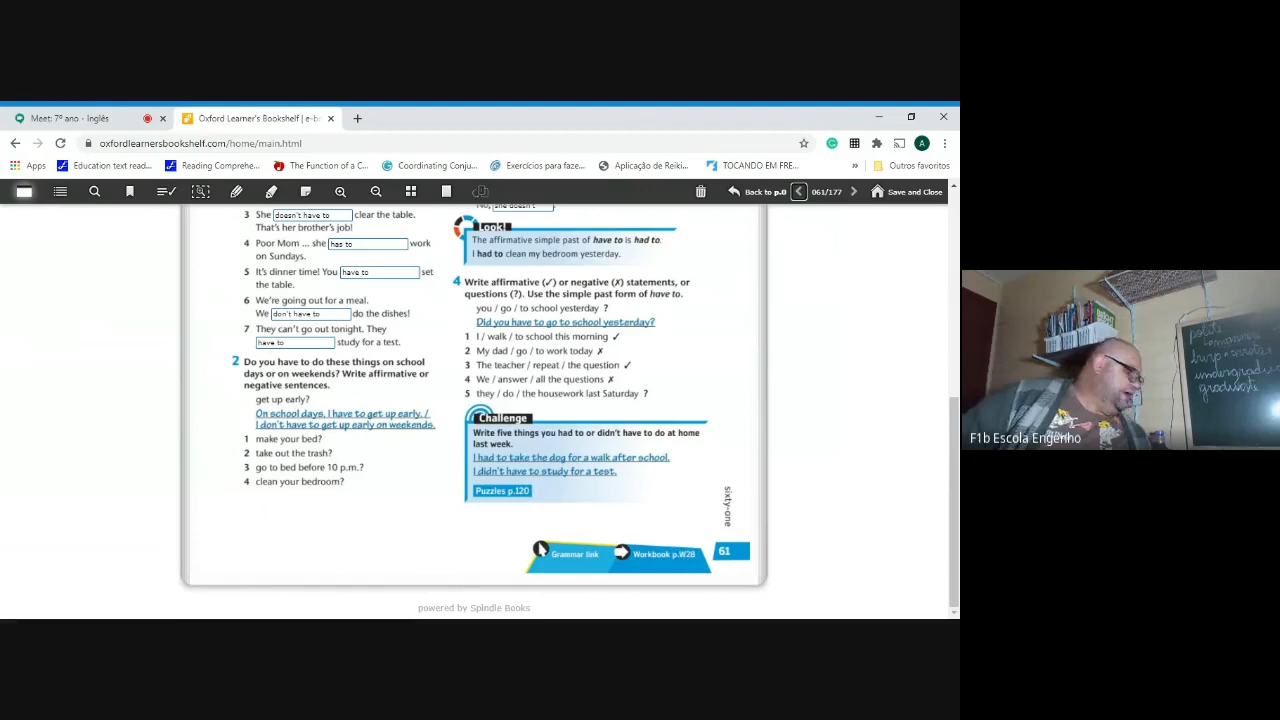 Meet: 7º ano - Inglês
Oxford Learner's Bookshelf | e-b
oxfordlearnersbookshelf.com/home/main.html
Apps
Education text read...
Reading Comprehe...
The Function of a C...
Coordinating Conju...
Exercícios para faze...
Aplicação de Reiki...
TOCANDO EM FRE...
»
Outros favoritos
Back to p.0
061/177
Save and Close
3 She doesn't have to clear the table.
That's her brother's job!
4 Poor Mom ... she has to work
on Sundays.
5 It's dinner time! You have to set
the table.
6 We're going out for a meal.
We don't have to do the dishes!
7 They can't go out tonight. They
have to study for a test.
2 Do you have to do these things on school
days or on weekends? Write affirmative or
negative sentences.
get up early?
On school days, I have to get up early. /
I don't have to get up early on weekends.
1 make your bed?
2 take out the trash?
3 go to bed before 10 p.m.?
4 clean your bedroom?
No, she doesn't .
Look!
The affirmative simple past of have to is had to.
I had to clean my bedroom yesterday.
4 Write affirmative (✓) or negative (✗) statements, or
questions (?). Use the simple past form of have to.
you / go / to school yesterday ?
Did you have to go to school yesterday?
1 I / walk / to school this morning ✓
2 My dad / go / to work today ✗
3 The teacher / repeat / the question ✓
4 We / answer / all the questions ✗
5 they / do / the housework last Saturday ?
Challenge
Write five things you had to or didn't have to do at home
last week.
I had to take the dog for a walk after school.
I didn't have to study for a test.
Puzzles p.120
sixty-one
Grammar link
Workbook p.W28
61
powered by Spindle Books
polite
graduate
F1b Escola Engenho